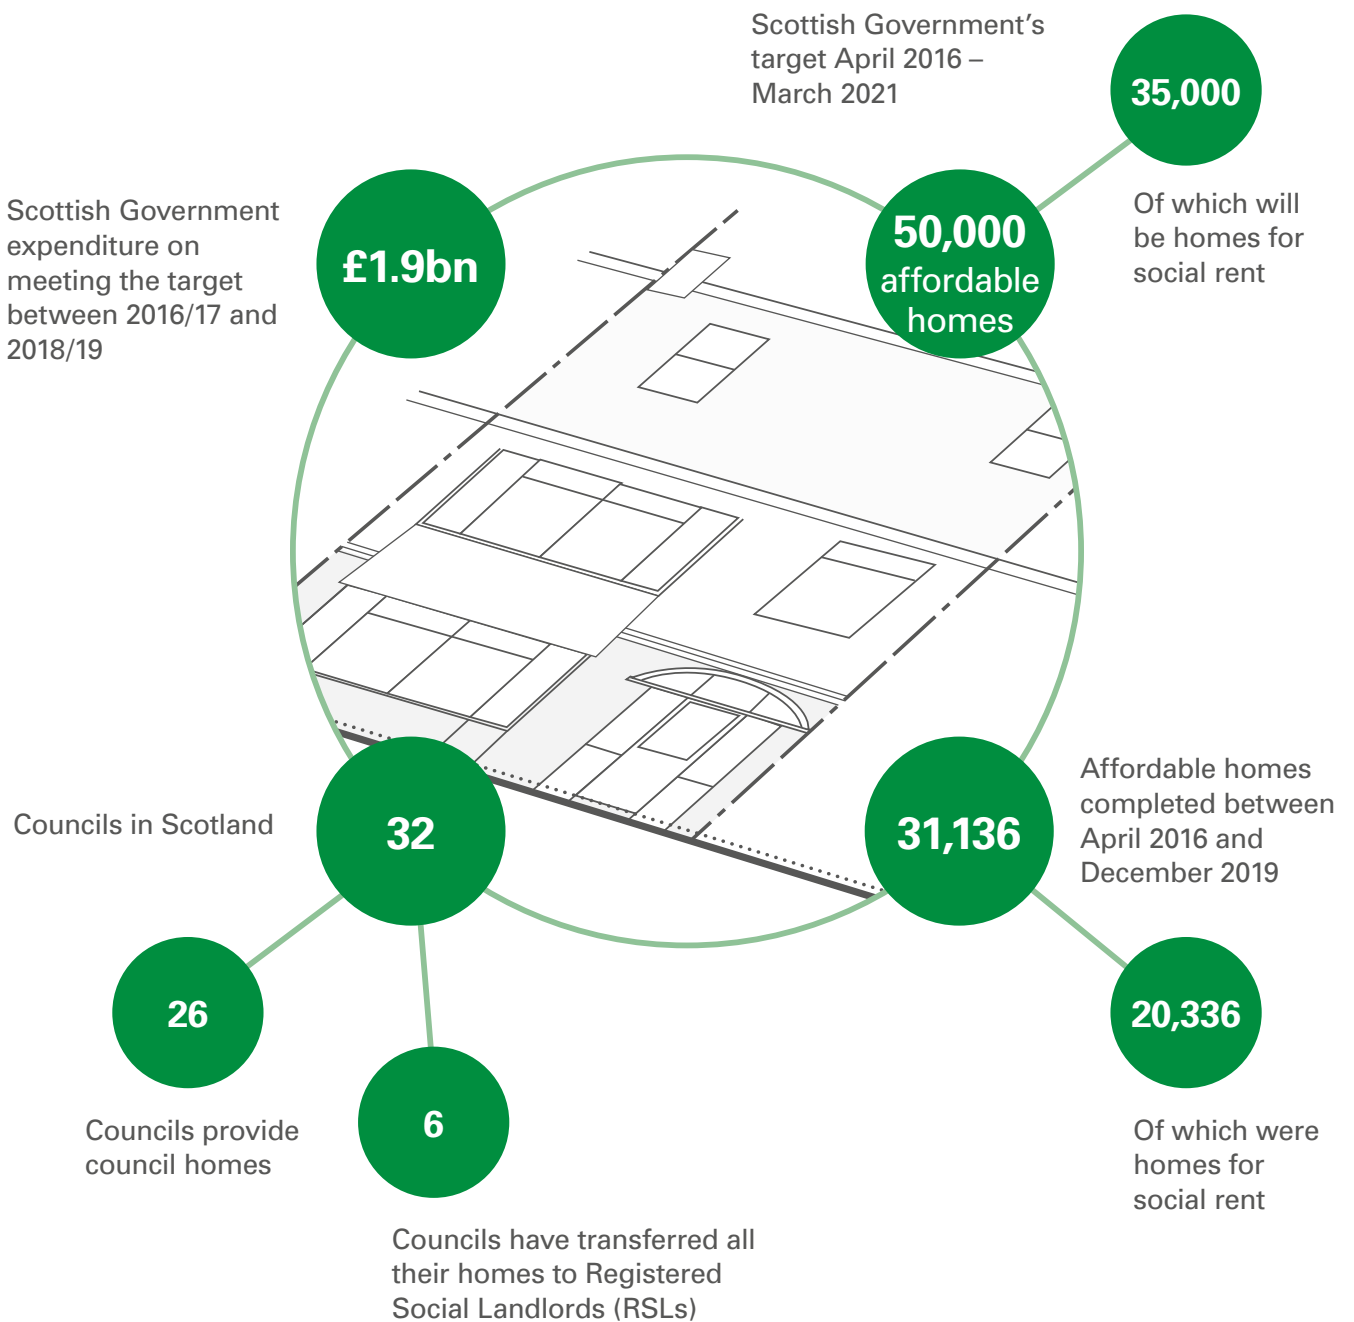 Scottish Government’s
target April 2016 –
March 2021
35,000
Of which will
be homes for
social rent
50,000
affordable
homes
Scottish Government
expenditure on
meeting the target
between 2016/17 and
2018/19
£1.9bn
Councils in Scotland
32
31,136
Affordable homes
completed between
April 2016 and
December 2019
26
Councils provide
council homes
6
Councils have transferred all
their homes to Registered
Social Landlords (RSLs)
20,336
Of which were
homes for
social rent